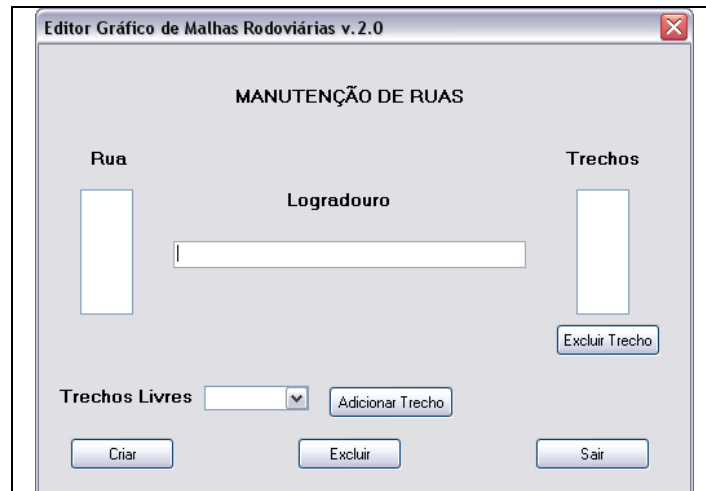 Editor Gráfico de Malhas Rodoviárias v.2.0
MANUTENÇÃO DE RUAS
Rua
Trechos
Logradouro
Excluir Trecho
Trechos Livres
Adicionar Trecho
Criar
Excluir
Sair